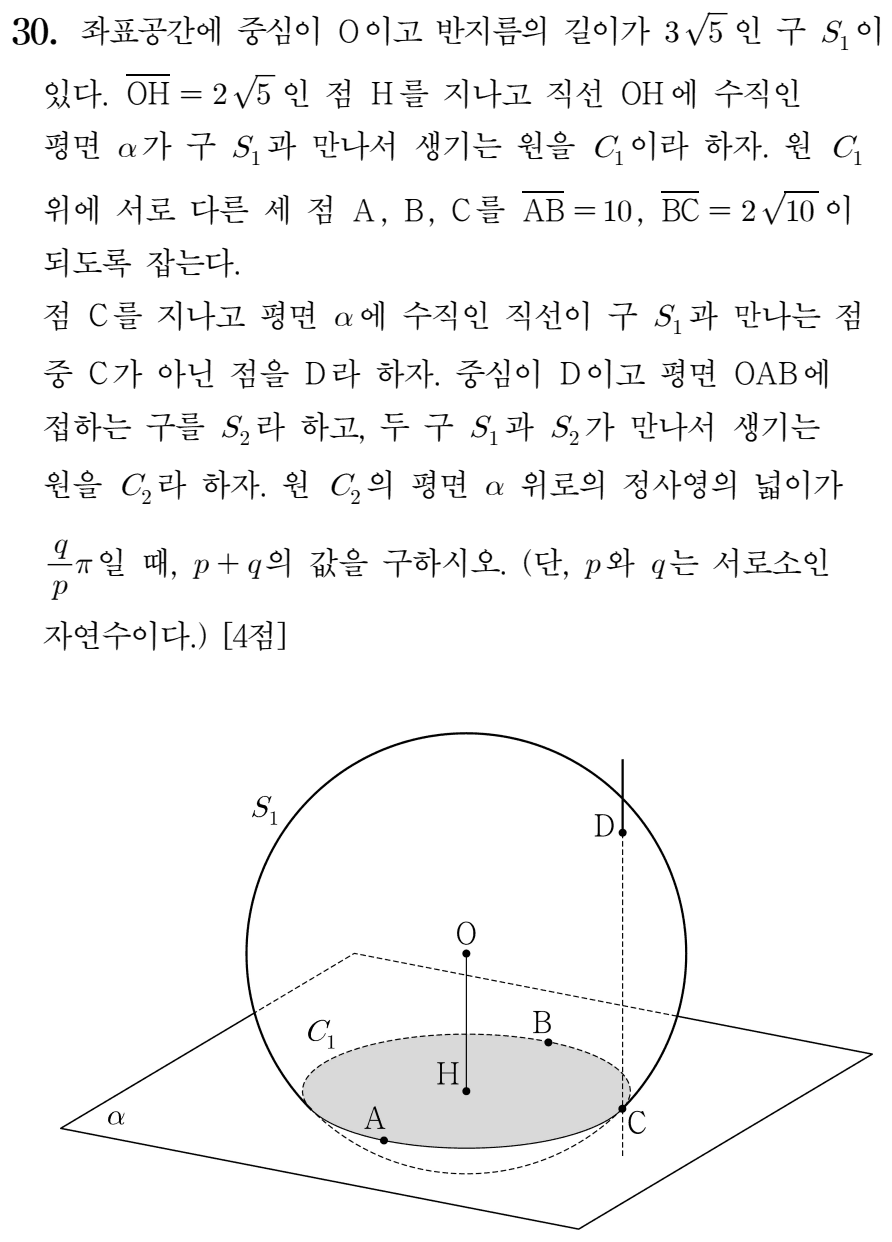 30. 좌표공간에 중심이 O이고 반지름의 길이가 3√5 인 구 S₁이
있다. O̅H̅ = 2√5 인 점 H를 지나고 직선 OH에 수직인
평면 α가 구 S₁과 만나서 생기는 원을 C₁이라 하자. 원 C₁
위에 서로 다른 세 점 A, B, C를 A̅B̅ = 10, B̅C̅ = 2√10 이
되도록 잡는다.
점 C를 지나고 평면 α에 수직인 직선이 구 S₁과 만나는 점
중 C가 아닌 점을 D라 하자. 중심이 D이고 평면 OAB에
접하는 구를 S₂라 하고, 두 구 S₁과 S₂가 만나서 생기는
원을 C₂라 하자. 원 C₂의 평면 α 위로의 정사영의 넓이가
q/p π일 때, p+q의 값을 구하시오. (단, p와 q는 서로소인
자연수이다.) [4점]
S₁
D
O
C₁
B
H
A
C
α